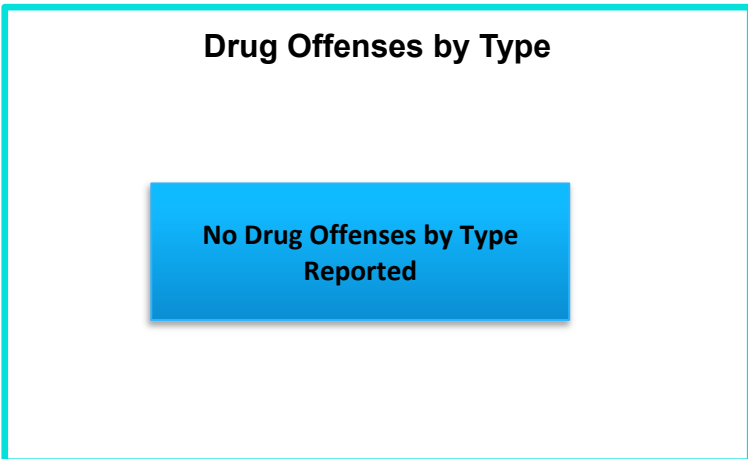 Drug Offenses by Type
No Drug Offenses by Type
Reported